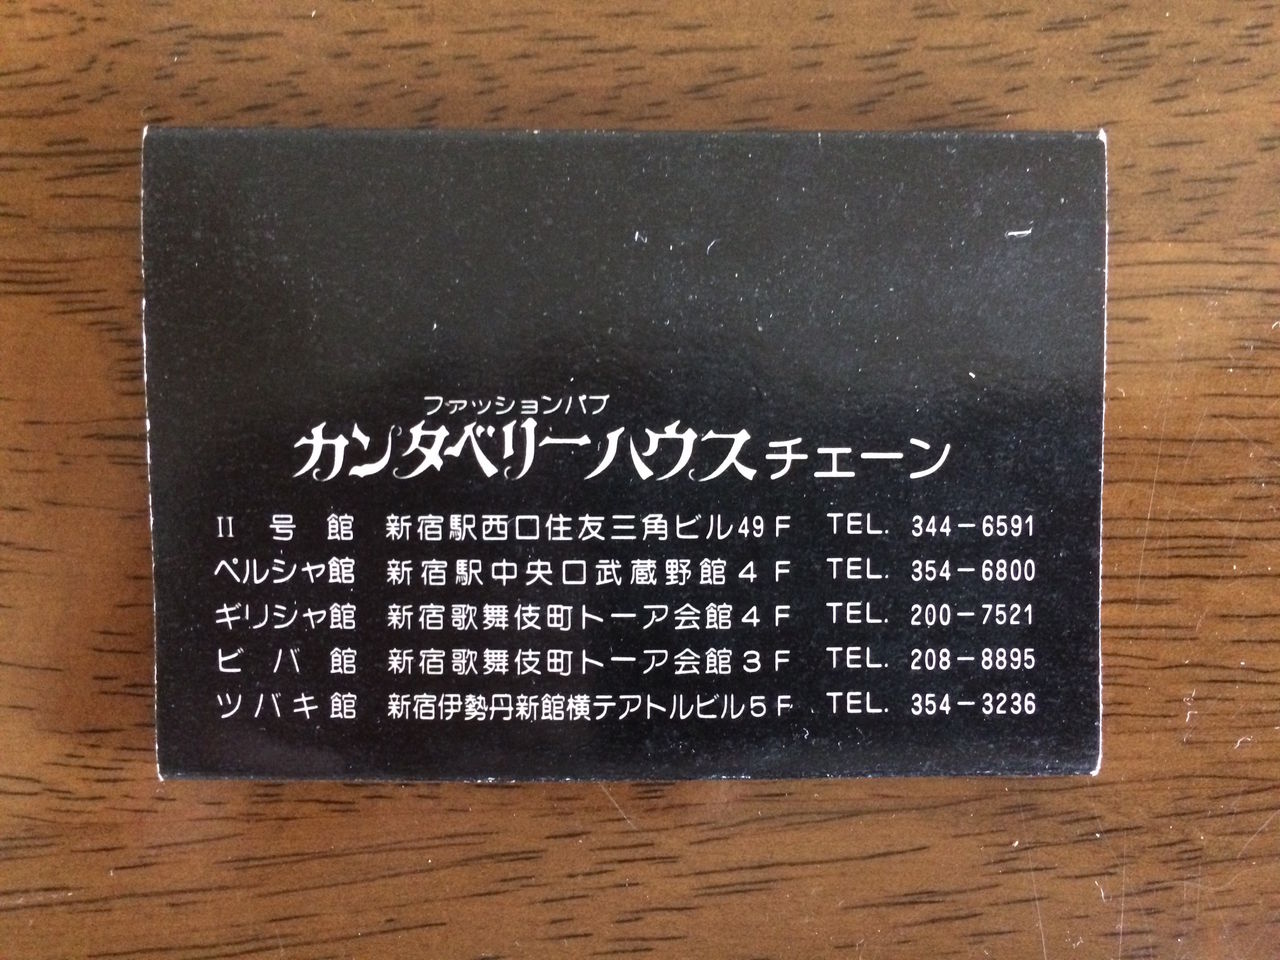 ファッションパブ
カンタベリーハウスチェーン
II号館 新宿駅西口住友三角ビル49F TEL. 344-6591
ペルシャ館 新宿駅中央口武蔵野館4F TEL. 354-6800
ギリシャ館 新宿歌舞伎町トーア会館4F TEL. 200-7521
ビバ館 新宿歌舞伎町トーア会館3F TEL. 208-8895
ツバキ館 新宿伊勢丹新館横テアトルビル5F TEL. 354-3236